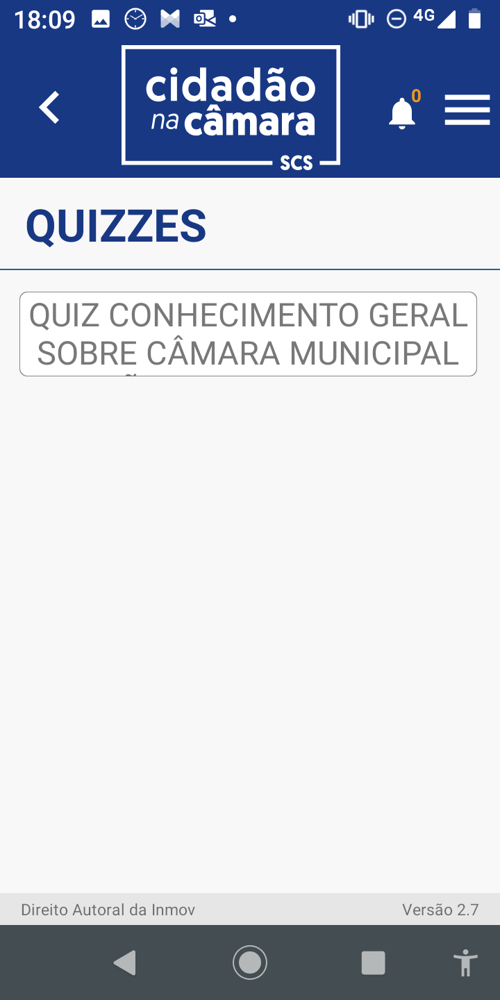 18:09
4G
cidadão
na câmara
SCS
0
QUIZZES
QUIZ CONHECIMENTO GERAL
SOBRE CÂMARA MUNICIPAL
Direito Autoral da Inmov
Versão 2.7